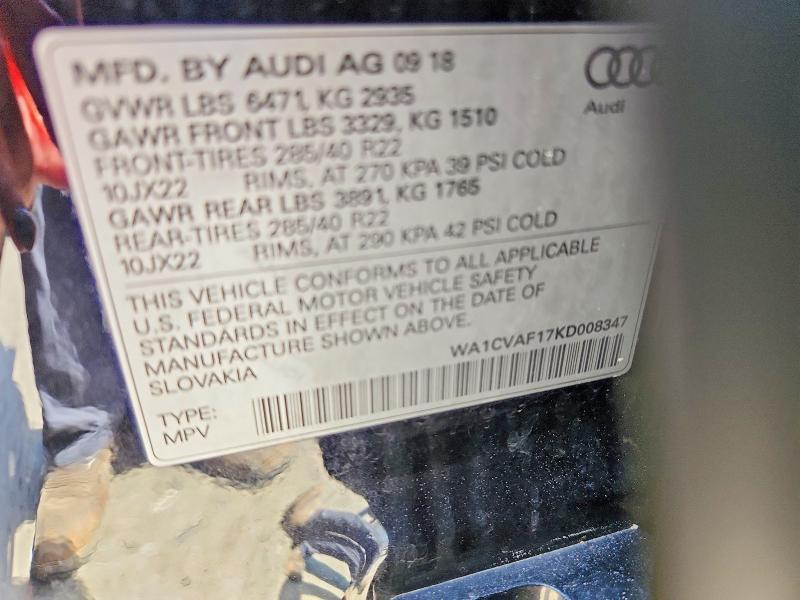 MFD. BY AUDI AG 09 18
Audi
GVWR LBS 6471, KG 2935
GAWR FRONT LBS 3329, KG 1510
FRONT-TIRES 285/40 R22
10JX22 RIMS, AT 270 KPA 39 PSI COLD
GAWR REAR LBS 3891, KG 1765
REAR-TIRES 285/40 R22
10JX22 RIMS, AT 290 KPA 42 PSI COLD
THIS VEHICLE CONFORMS TO ALL APPLICABLE
U.S. FEDERAL MOTOR VEHICLE SAFETY
STANDARDS IN EFFECT ON THE DATE OF
MANUFACTURE SHOWN ABOVE.
SLOVAKIA
WA1CVAF17KD008347
TYPE:
MPV